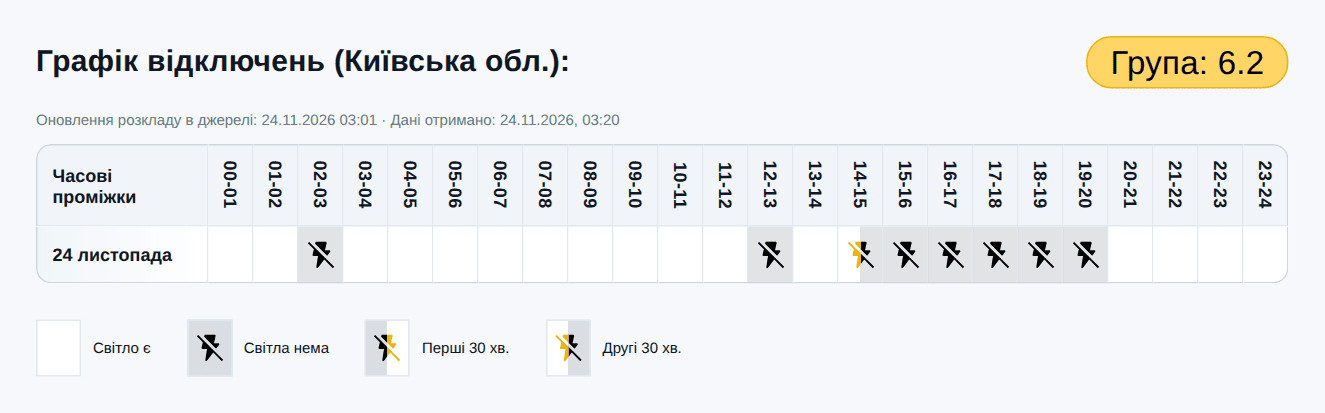 Графік відключень (Київська обл.):
Група: 6.2
Оновлення розкладу в джерелі: 24.11.2026 03:01 · Дані отримано: 24.11.2026, 03:20
Часові
проміжки
00-01
01-02
02-03
03-04
04-05
05-06
06-07
07-08
08-09
09-10
10-11
11-12
12-13
13-14
14-15
15-16
16-17
17-18
18-19
19-20
20-21
21-22
22-23
23-24
24 листопада
Світло є
Світла нема
Перші 30 хв.
Другі 30 хв.